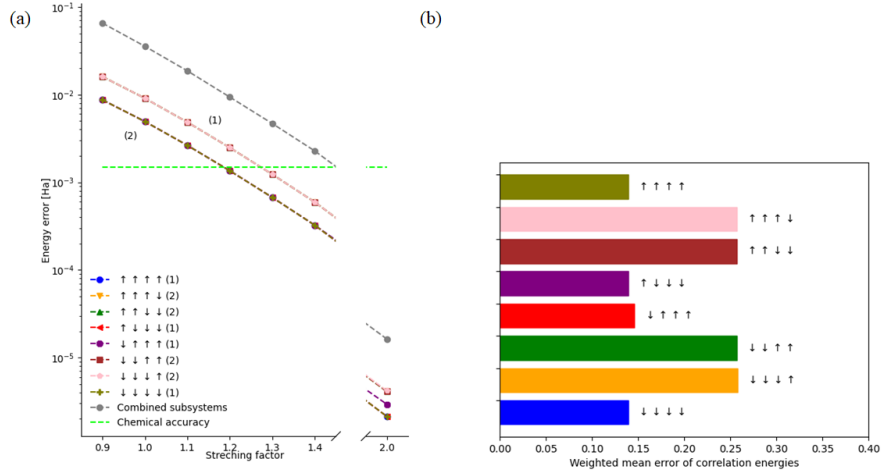 (a)
10⁻¹
10⁻²
10⁻³
10⁻⁴
10⁻⁵
Energy error [Ha]
(1)
(2)
↑ ↑ ↑ ↑ (1)
↑ ↑ ↑ ↓ (2)
↑ ↑ ↓ ↓ (2)
↑ ↓ ↓ ↓ (1)
↓ ↑ ↑ ↑ (1)
↓ ↓ ↑ ↑ (2)
↓ ↓ ↓ ↑ (2)
↓ ↓ ↓ ↓ (1)
Combined subsystems
Chemical accuracy
0.9 1.0 1.1 1.2 1.3 1.4 2.0
Streching factor
(b)
↑ ↑ ↑ ↑
↑ ↑ ↑ ↓
↑ ↑ ↓ ↓
↑ ↓ ↓ ↓
↓ ↑ ↑ ↑
↓ ↓ ↑ ↑
↓ ↓ ↓ ↑
↓ ↓ ↓ ↓
0.00 0.05 0.10 0.15 0.20 0.25 0.30 0.35 0.40
Weighted mean error of correlation energies